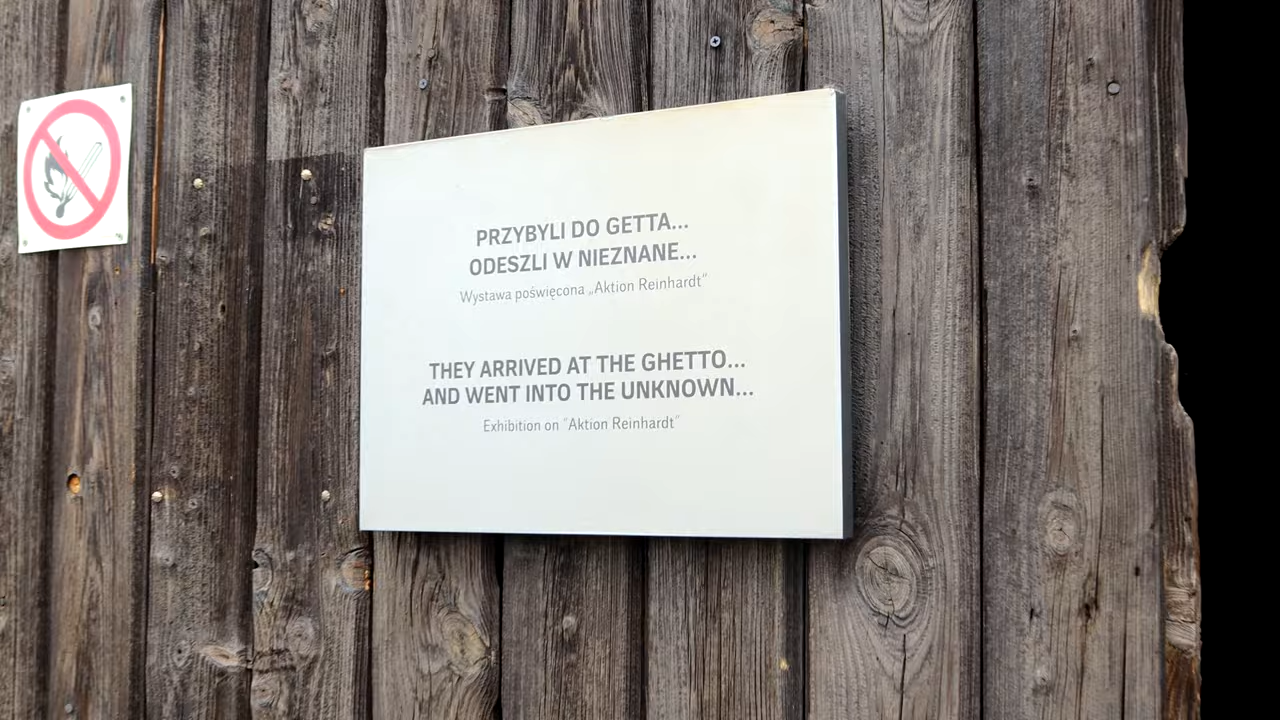 PRZYBYLI DO GETTA...
ODESZLI W NIEZNANE...
Wystawa poświęcona „Aktion Reinhardt"
THEY ARRIVED AT THE GHETTO...
AND WENT INTO THE UNKNOWN...
Exhibition on "Aktion Reinhardt"